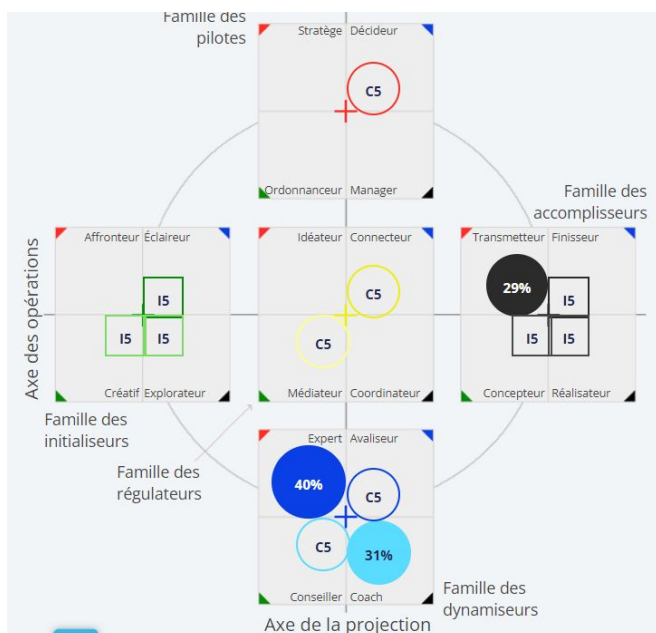 Famille des
pilotes
Stratège Décideur
C5
Ordonnanceur Manager
Famille des
accomplisseurs
Affronteur Éclaireur
Idéateur Connecteur
Transmetteur Finisseur
I5
C5
29%
I5
I5 I5
C5
I5 I5
Axe des opérations
Créatif Explorateur
Médiateur Coordinateur
Concepteur Réalisateur
Famille des
initialiseurs
Famille des
régulateurs
Expert Avaliseur
40%
C5
C5
31%
Conseiller Coach
Famille des
dynamiseurs
Axe de la projection